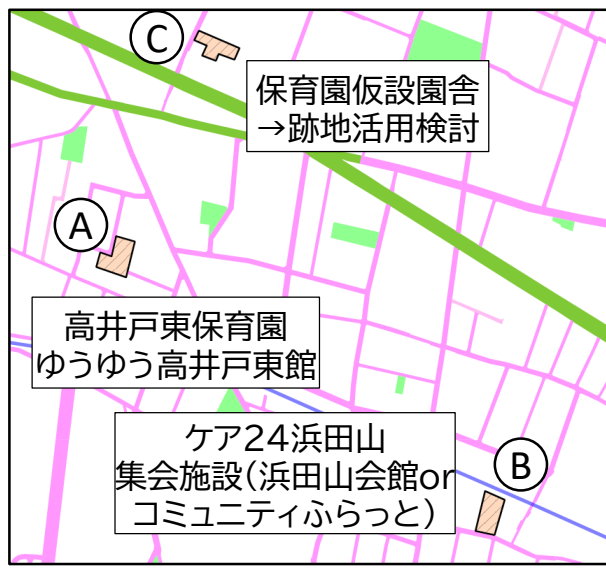 C
保育園仮設園舎
→跡地活用検討
A
高井戸東保育園
ゆうゆう高井戸東館
ケア24浜田山
集会施設(浜田山会館or
コミュニティふらっと)
B